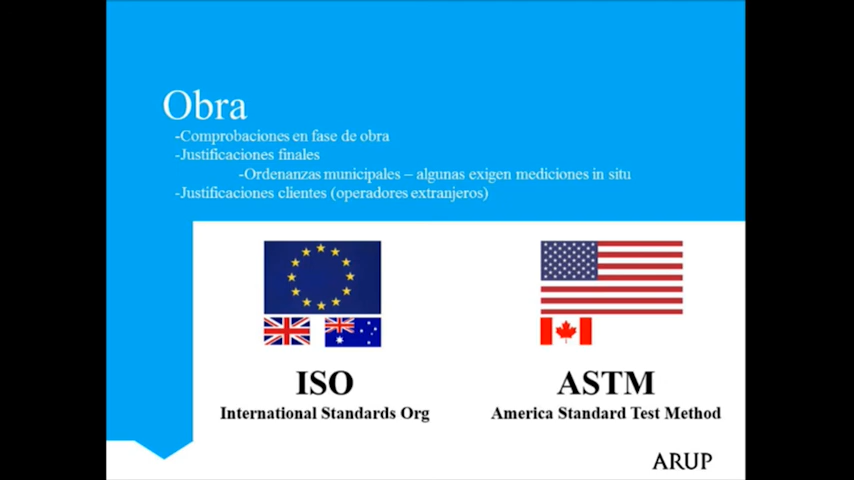 Obra
-Comprobaciones en fase de obra
-Justificaciones finales
-Ordenanzas municipales – algunas exigen mediciones in situ
-Justificaciones clientes (operadores extranjeros)
ISO
International Standards Org
ASTM
America Standard Test Method
ARUP